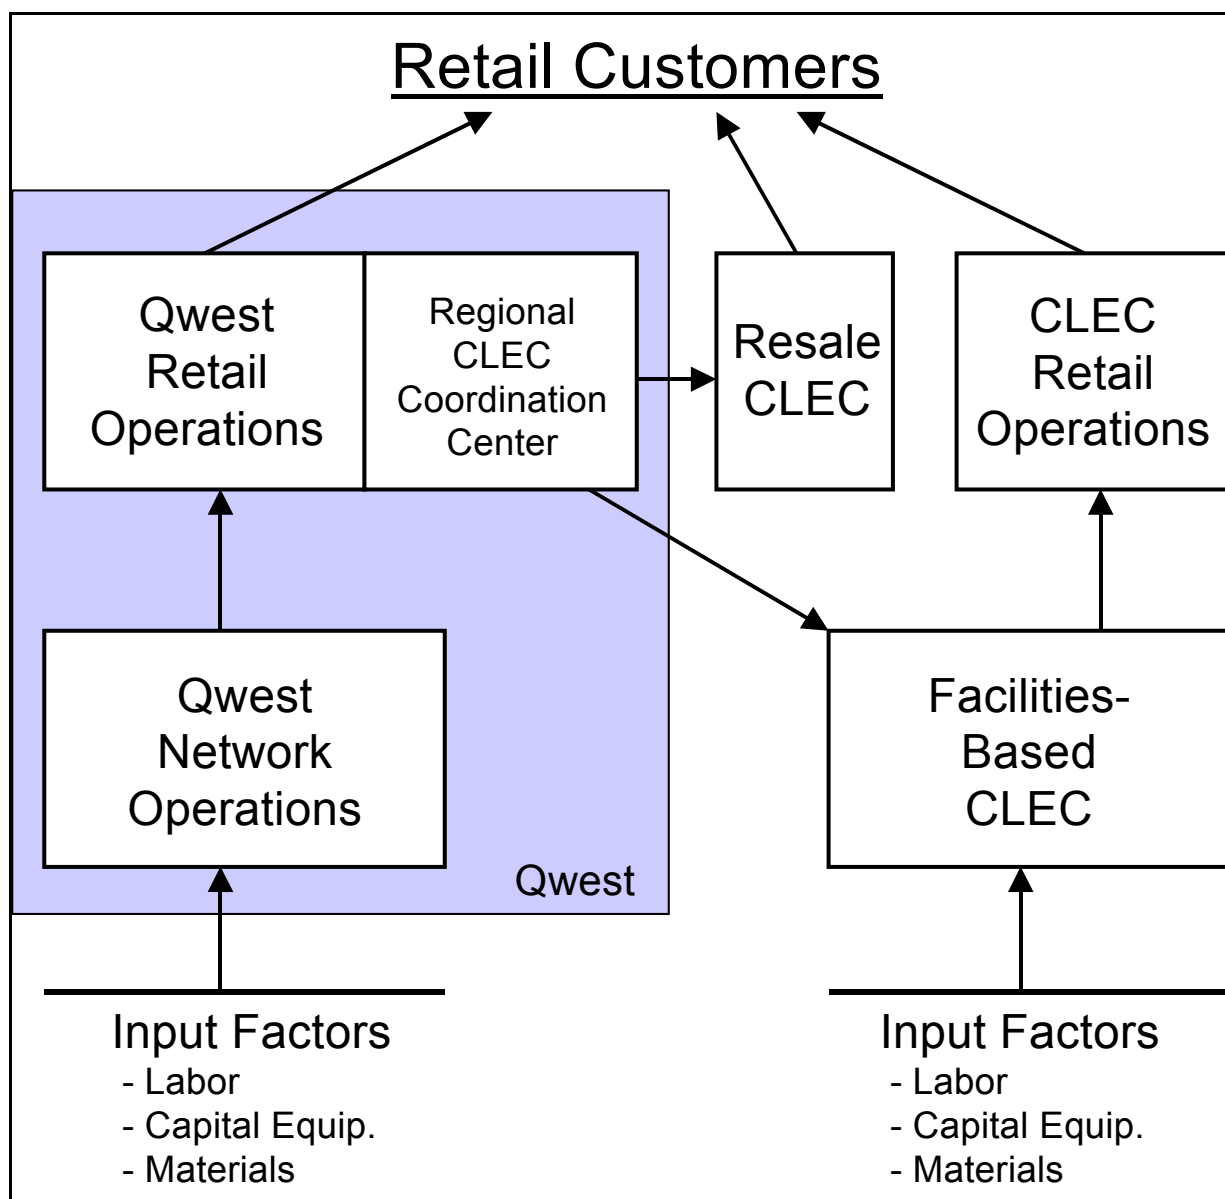 Retail Customers
Qwest
Retail
Operations
Regional
CLEC
Coordination
Center
Resale
CLEC
CLEC
Retail
Operations
Qwest
Network
Operations
Facilities-
Based
CLEC
Qwest
Input Factors
- Labor
- Capital Equip.
- Materials
Input Factors
- Labor
- Capital Equip.
- Materials